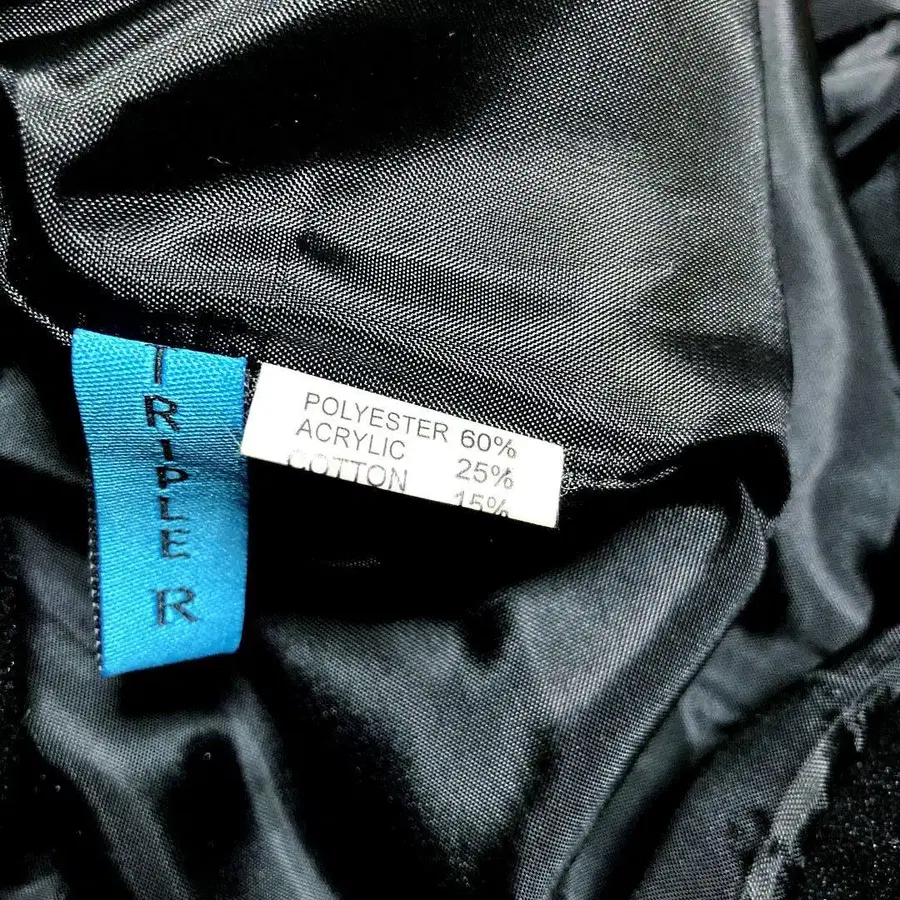 TRIPLE R
POLYESTER 60%
ACRYLIC 25%
COTTON 15%